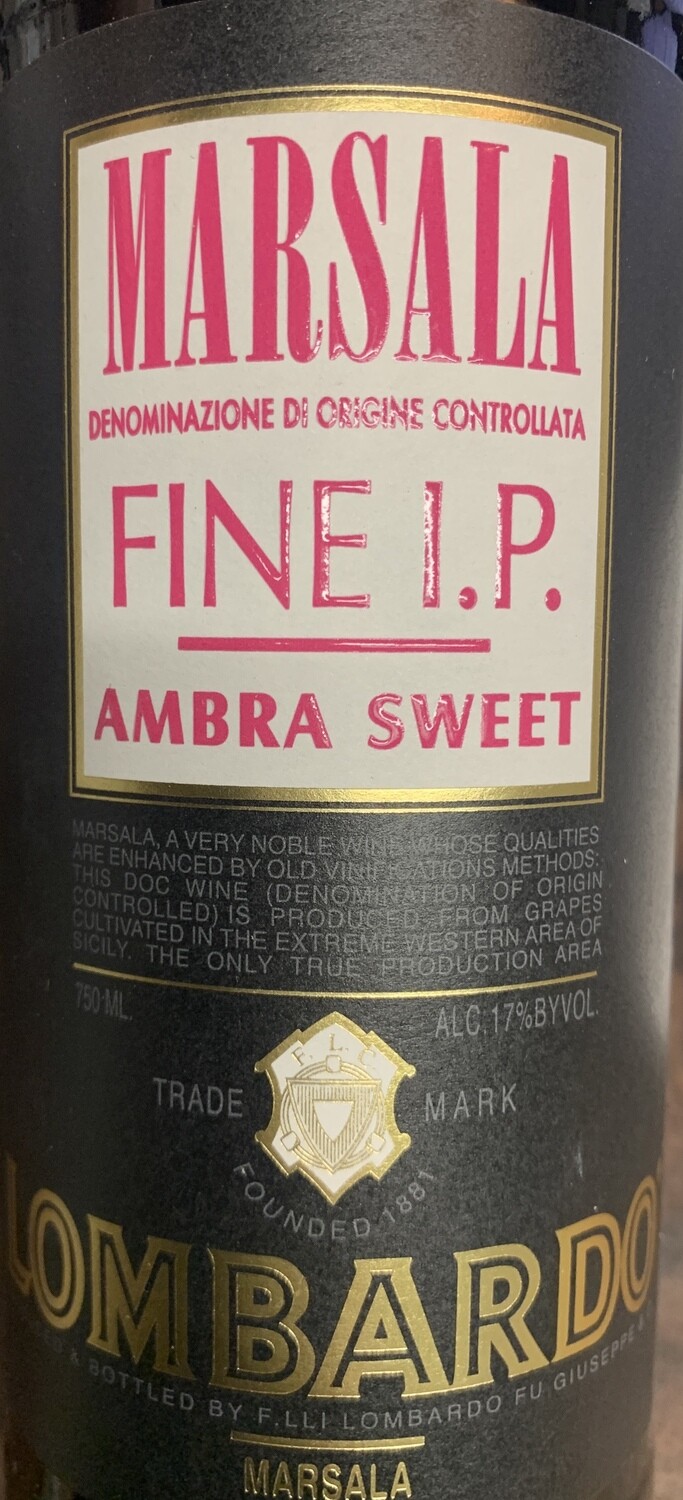 MARSALA
DENOMINAZIONE DI ORIGINE CONTROLLATA
FINE I.P.
AMBRA SWEET
MARSALA, A VERY NOBLE WINE WHOSE QUALITIES
ARE ENHANCED BY OLD VINIFICATIONS METHODS:
THIS DOC WINE (DENOMINATION OF ORIGIN
CONTROLLED) IS PRODUCED FROM GRAPES
CULTIVATED IN THE EXTREME WESTERN AREA OF
SICILY. THE ONLY TRUE PRODUCTION AREA
750 ML.
ALC.17%BYVOL.
F. L. C.
TRADE MARK
FOUNDED 1881
LOMBARDO
& BOTTLED BY F.LLI LOMBARDO FU GIUSEPPE
MARSALA